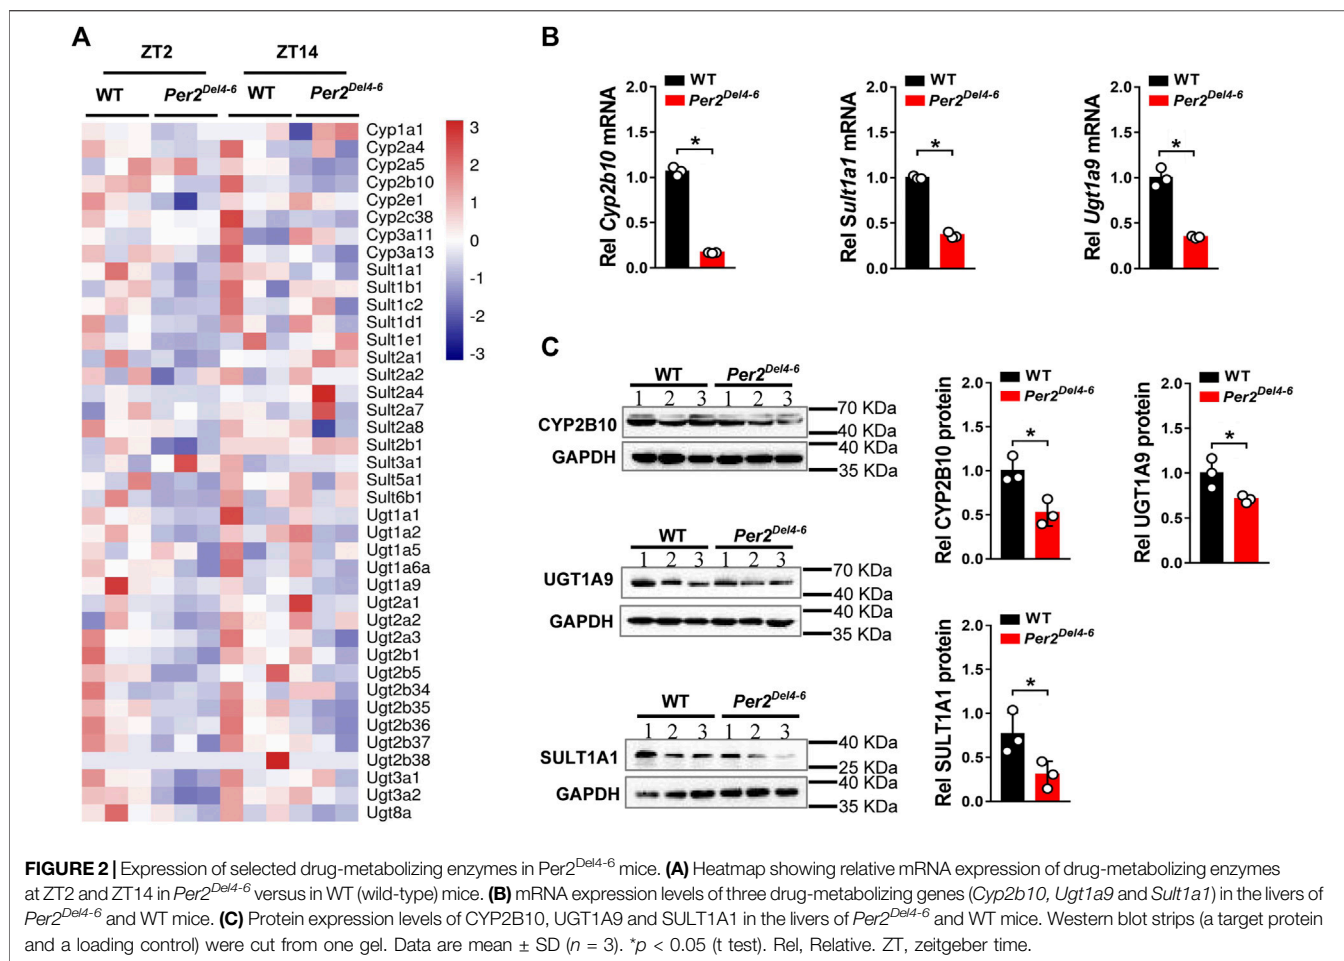 A
ZT2
ZT14
WT
Per2Del4-6
WT
Per2Del4-6
Cyp1a1
Cyp2a4
Cyp2a5
Cyp2b10
Cyp2e1
Cyp2c38
Cyp3a11
Cyp3a13
Sult1a1
Sult1b1
Sult1c2
Sult1d1
Sult1e1
Sult2a1
Sult2a2
Sult2a4
Sult2a7
Sult2a8
Sult2b1
Sult3a1
Sult5a1
Sult6b1
Ugt1a1
Ugt1a2
Ugt1a5
Ugt1a6a
Ugt1a9
Ugt2a1
Ugt2a2
Ugt2a3
Ugt2b1
Ugt2b5
Ugt2b34
Ugt2b35
Ugt2b36
Ugt2b37
Ugt2b38
Ugt3a1
Ugt3a2
Ugt8a
3
2
1
0
-1
-2
-3
B
WT
Per2Del4-6
Rel Cyp2b10 mRNA
2.0
1.5
1.0
0.5
0.0
*
WT
Per2Del4-6
Rel Sult1a1 mRNA
2.0
1.5
1.0
0.5
0.0
*
WT
Per2Del4-6
Rel Ugt1a9 mRNA
2.0
1.5
1.0
0.5
0.0
*
C
WT
Per2Del4-6
1 2 3 1 2 3
CYP2B10
70 KDa
40 KDa
GAPDH
40 KDa
35 KDa
WT
Per2Del4-6
1 2 3 1 2 3
UGT1A9
70 KDa
40 KDa
GAPDH
40 KDa
35 KDa
WT
Per2Del4-6
1 2 3 1 2 3
SULT1A1
40 KDa
25 KDa
GAPDH
40 KDa
35 KDa
WT
Per2Del4-6
Rel CYP2B10 protein
2.0
1.5
1.0
0.5
0.0
*
WT
Per2Del4-6
Rel UGT1A9 protein
2.0
1.5
1.0
0.5
0.0
*
WT
Per2Del4-6
Rel SULT1A1 protein
2.0
1.5
1.0
0.5
0.0
*
FIGURE 2 | Expression of selected drug-metabolizing enzymes in Per2Del4-6 mice. (A) Heatmap showing relative mRNA expression of drug-metabolizing enzymes
at ZT2 and ZT14 in Per2Del4-6 versus in WT (wild-type) mice. (B) mRNA expression levels of three drug-metabolizing genes (Cyp2b10, Ugt1a9 and Sult1a1) in the livers of
Per2Del4-6 and WT mice. (C) Protein expression levels of CYP2B10, UGT1A9 and SULT1A1 in the livers of Per2Del4-6 and WT mice. Western blot strips (a target protein
and a loading control) were cut from one gel. Data are mean ± SD (n = 3). *p < 0.05 (t test). Rel, Relative. ZT, zeitgeber time.